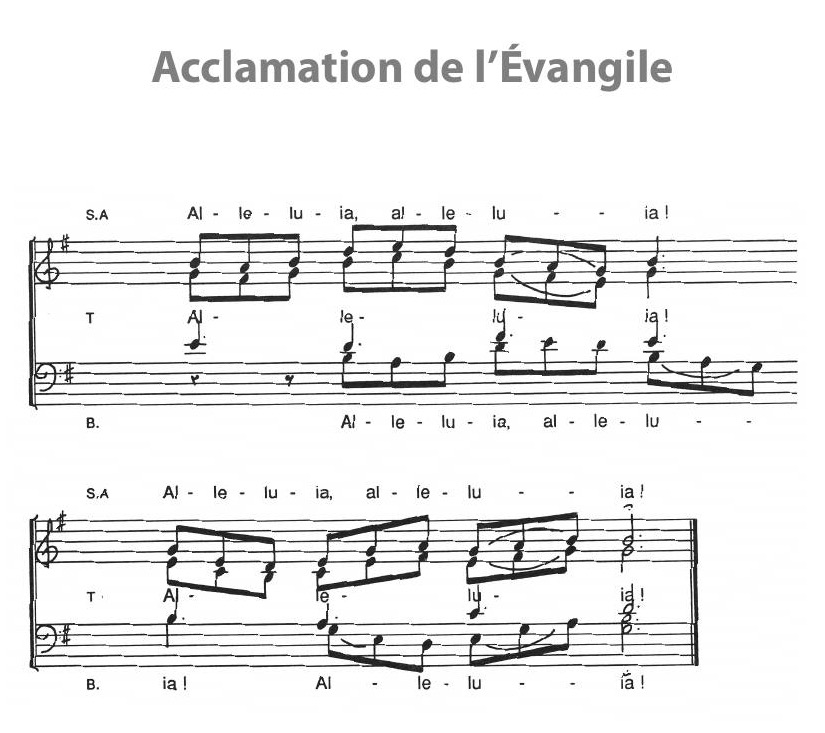 Acclamation de l'Évangile
S.A Al - le - lu - ia, al - le - lu - - ia !
T Al - le - lu - ia !
B. Al - le - lu - ia, al - le - lu - -
S.A Al - le - lu - ia, al - le - lu - - ia !
T Al - le - lu - ia !
B. ia ! Al - le - lu - - ia !